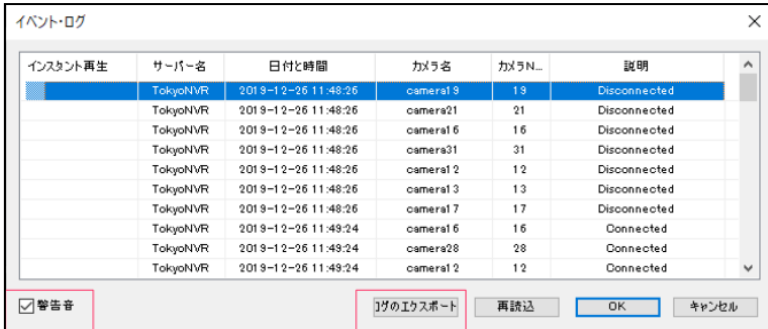 イベント・ログ
インスタント再生 サーバー名 日付と時間 カメラ名 カメラN... 説明
TokyoNVR 2019-12-26 11:48:26 camera19 19 Disconnected
TokyoNVR 2019-12-26 11:48:26 camera21 21 Disconnected
TokyoNVR 2019-12-26 11:48:26 camera16 16 Disconnected
TokyoNVR 2019-12-26 11:48:26 camera31 31 Disconnected
TokyoNVR 2019-12-26 11:48:26 camera12 12 Disconnected
TokyoNVR 2019-12-26 11:48:26 camera13 13 Disconnected
TokyoNVR 2019-12-26 11:48:26 camera17 17 Disconnected
TokyoNVR 2019-12-26 11:49:24 camera16 16 Connected
TokyoNVR 2019-12-26 11:49:24 camera28 28 Connected
TokyoNVR 2019-12-26 11:49:24 camera12 12 Connected
警告音 ログのエクスポート 再読込 OK キャンセル